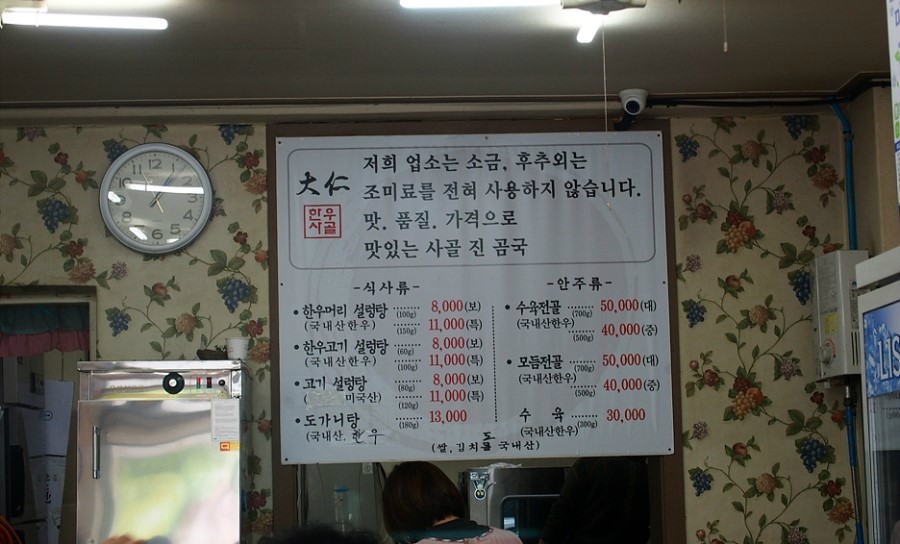 大仁
한우
사골
저희 업소는 소금, 후추외는
조미료를 전혀 사용하지 않습니다.
맛. 품질. 가격으로
맛있는 사골 진 곰국
-식사류-
• 한우머리 설렁탕 ······ 8,000(보)
(100g)
(국내산한우) ······ 11,000(특)
(150g)
• 한우고기 설렁탕 ······ 8,000(보)
(60g)
(국내산한우) ······ 11,000(특)
(100g)
• 고기 설렁탕 ······ 8,000(보)
(80g)
미국산) ······ 11,000(특)
(120g)
• 도가니탕 ······ 13,000
(180g)
(국내산. 한우
-안주류-
• 수육전골 ······ 50,000(대)
(700g)
(국내산한우) ······ 40,000(중)
(500g)
• 모듬전골 ······ 50,000(대)
(700g)
(국내산한우) ······ 40,000(중)
(500g)
수 육 ······ 30,000
(300g)
(국내산한우)
(쌀, 김치 국내산)